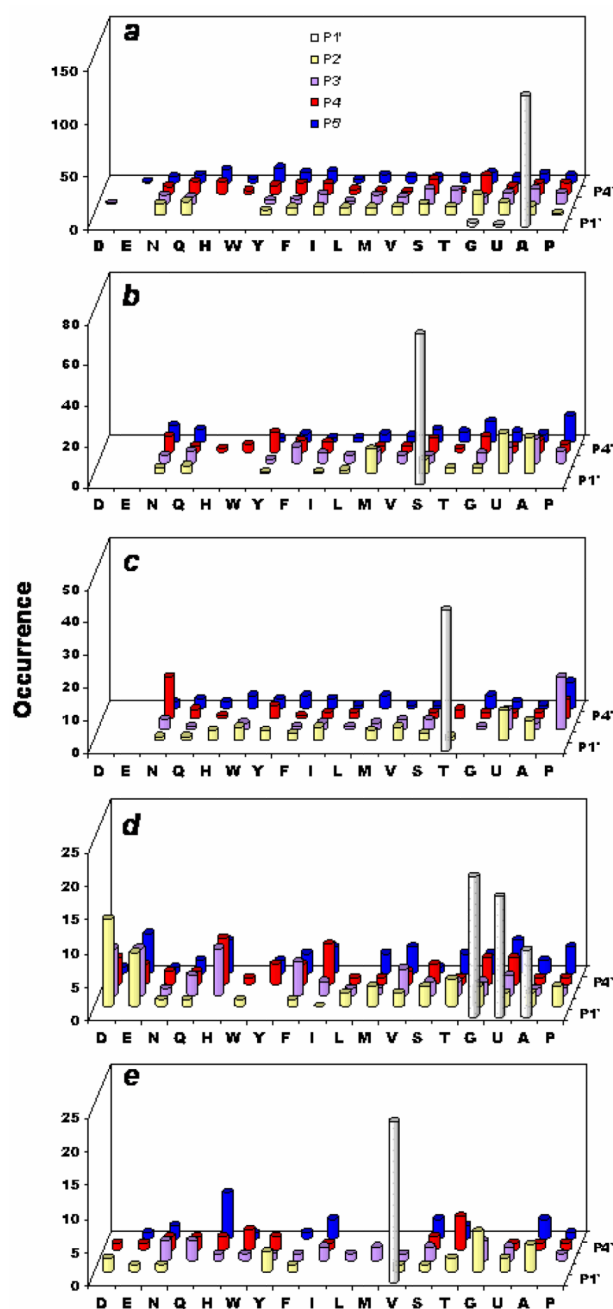 a
P1'
P2'
P3'
P4'
P5'
150
100
50
0
D E N Q H W Y F I L M V S T G U A P
P4'
P1'
b
80
60
40
20
0
D E N Q H W Y F I L M V S T G U A P
P4'
P1'
Occurrence
c
50
40
30
20
10
0
D E N Q H W Y F I L M V S T G U A P
P4'
P1'
d
25
20
15
10
5
0
D E N Q H W Y F I L M V S T G U A P
P4'
P1'
e
25
20
15
10
5
0
D E N Q H W Y F I L M V S T G U A P
P4'
P1'